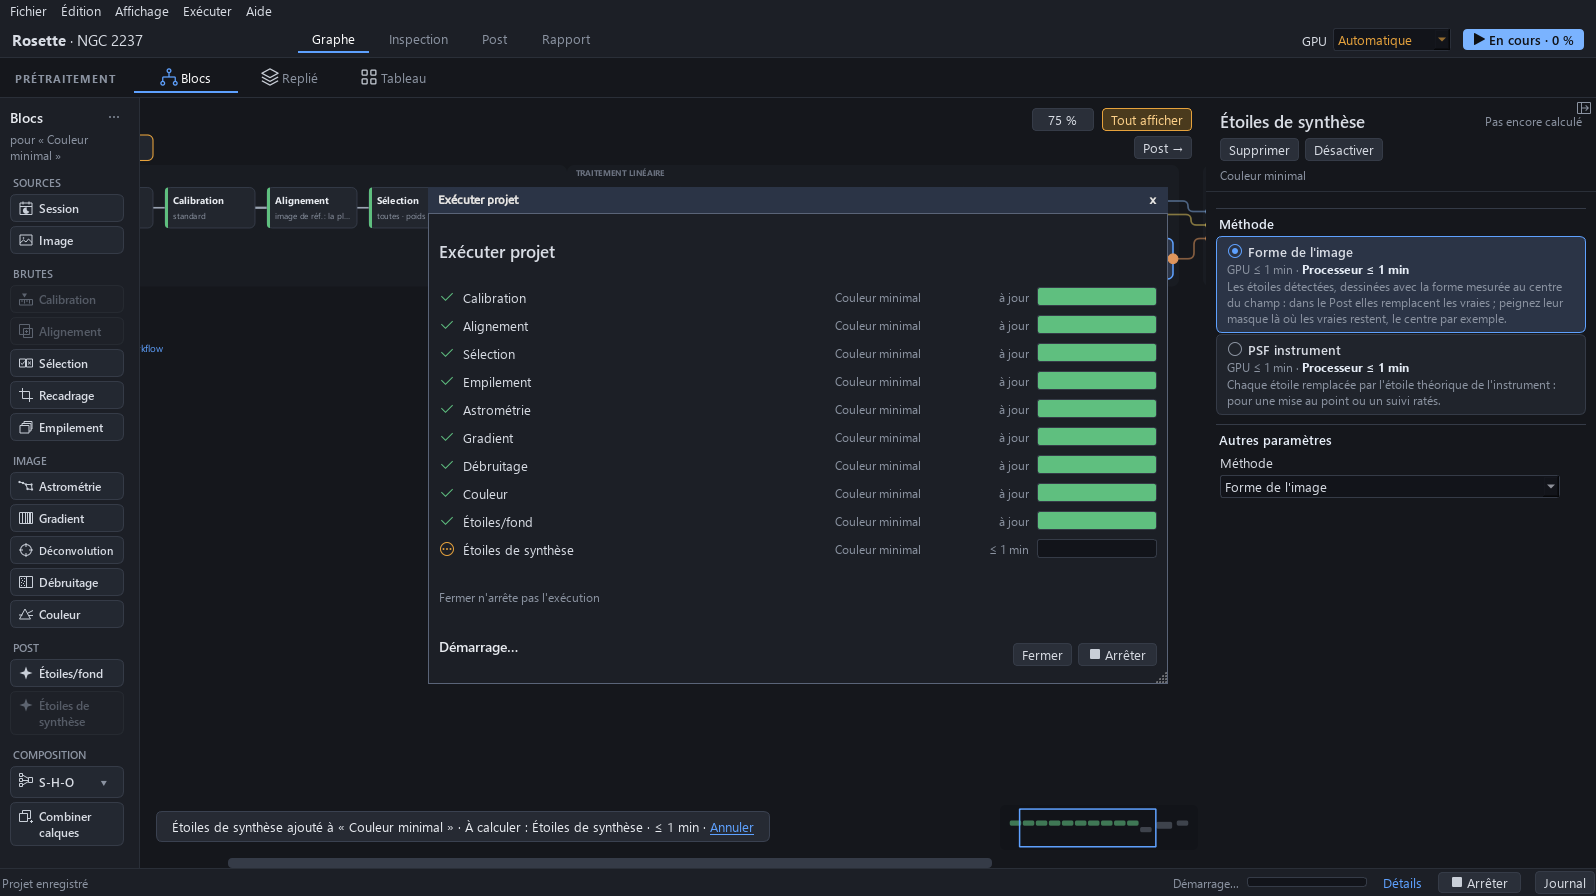 Fichier Édition Affichage Exécuter Aide
Rosette · NGC 2237
Graphe Inspection Post Rapport
GPU Automatique
En cours · 0 %
PRÉTRAITEMENT
Blocs Replié Tableau
Blocs ···
pour « Couleur
minimal »
SOURCES
Session
Image
BRUTES
Calibration
Alignement
Sélection
Recadrage
Empilement
IMAGE
Astrométrie
Gradient
Déconvolution
Débruitage
Couleur
POST
Étoiles/fond
Étoiles de
synthèse
COMPOSITION
S-H-O
Combiner
calques
75 % Tout afficher
Post →
TRAITEMENT LINÉAIRE
Calibration
standard
Alignement
image de réf.: la pl...
Sélection
toutes · poids
kflow
Exécuter projet x
Exécuter projet
Calibration Couleur minimal à jour
Alignement Couleur minimal à jour
Sélection Couleur minimal à jour
Empilement Couleur minimal à jour
Astrométrie Couleur minimal à jour
Gradient Couleur minimal à jour
Débruitage Couleur minimal à jour
Couleur Couleur minimal à jour
Étoiles/fond Couleur minimal à jour
Étoiles de synthèse Couleur minimal ≤ 1 min
Fermer n'arrête pas l'exécution
Démarrage...
Fermer Arrêter
Étoiles de synthèse ajouté à « Couleur minimal » · À calculer : Étoiles de synthèse · ≤ 1 min · Annuler
Étoiles de synthèse
Pas encore calculé
Supprimer Désactiver
Couleur minimal
Méthode
Forme de l'image
GPU ≤ 1 min · Processeur ≤ 1 min
Les étoiles détectées, dessinées avec la forme mesurée au centre
du champ : dans le Post elles remplacent les vraies ; peignez leur
masque là où les vraies restent, le centre par exemple.
PSF instrument
GPU ≤ 1 min · Processeur ≤ 1 min
Chaque étoile remplacée par l'étoile théorique de l'instrument :
pour une mise au point ou un suivi ratés.
Autres paramètres
Méthode
Forme de l'image
Projet enregistré
Démarrage... Détails Arrêter Journal